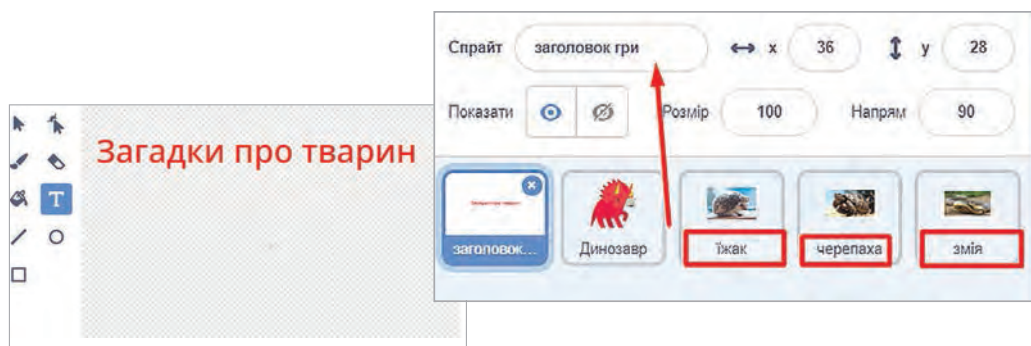 Загадки про тварин
Т
Спрайт заголовок гри x 36 y 28
Показати Розмір 100 Напрям 90
заголовок... Динозавр їжак черепаха змія